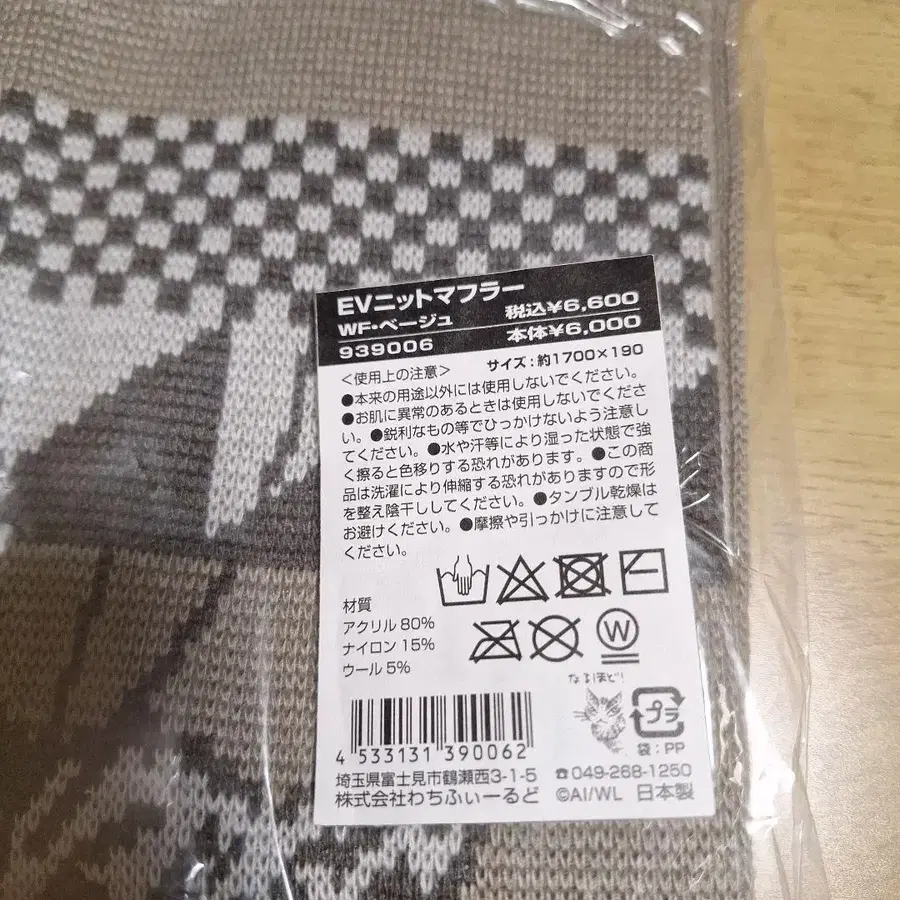 EVニットマフラー
WF・ベージュ 税込¥6,600
939006 本体¥6,000
＜使用上の注意＞ サイズ：約1700×190
●本来の用途以外には使用しないでください。
●お肌に異常のあるときは使用しないでくださ
い。●鋭利なもの等でひっかけないよう注意し
てください。●水や汗等により湿った状態で強
く擦ると色移りする恐れがあります。●この商
品は洗濯により伸縮する恐れがありますので形
を整え陰干ししてください。●タンブル乾燥は
お避けください。●摩擦や引っかけに注意して
ください。
材質
アクリル 80%
ナイロン 15%
ウール 5%
W
なるほど!
プラ
袋：PP
4 533131 390062
埼玉県富士見市鶴瀬西3-1-5 ☎049-268-1250
株式会社わちふぃーるど ©AI/WL 日本製